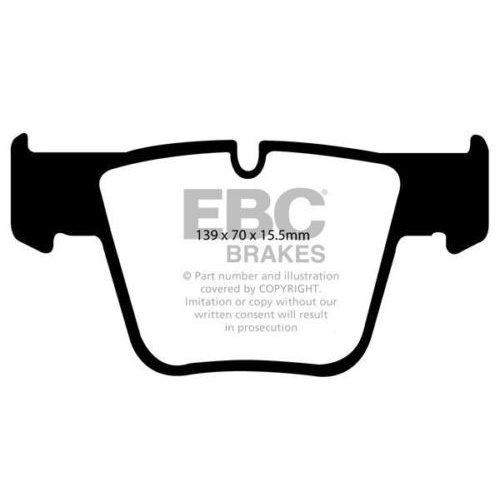 EBC
139 x 70 x 15.5mm
BRAKES
© Part number and illustration
covered by COPYRIGHT.
Imitation or copy without our
written consent will result
in prosecution